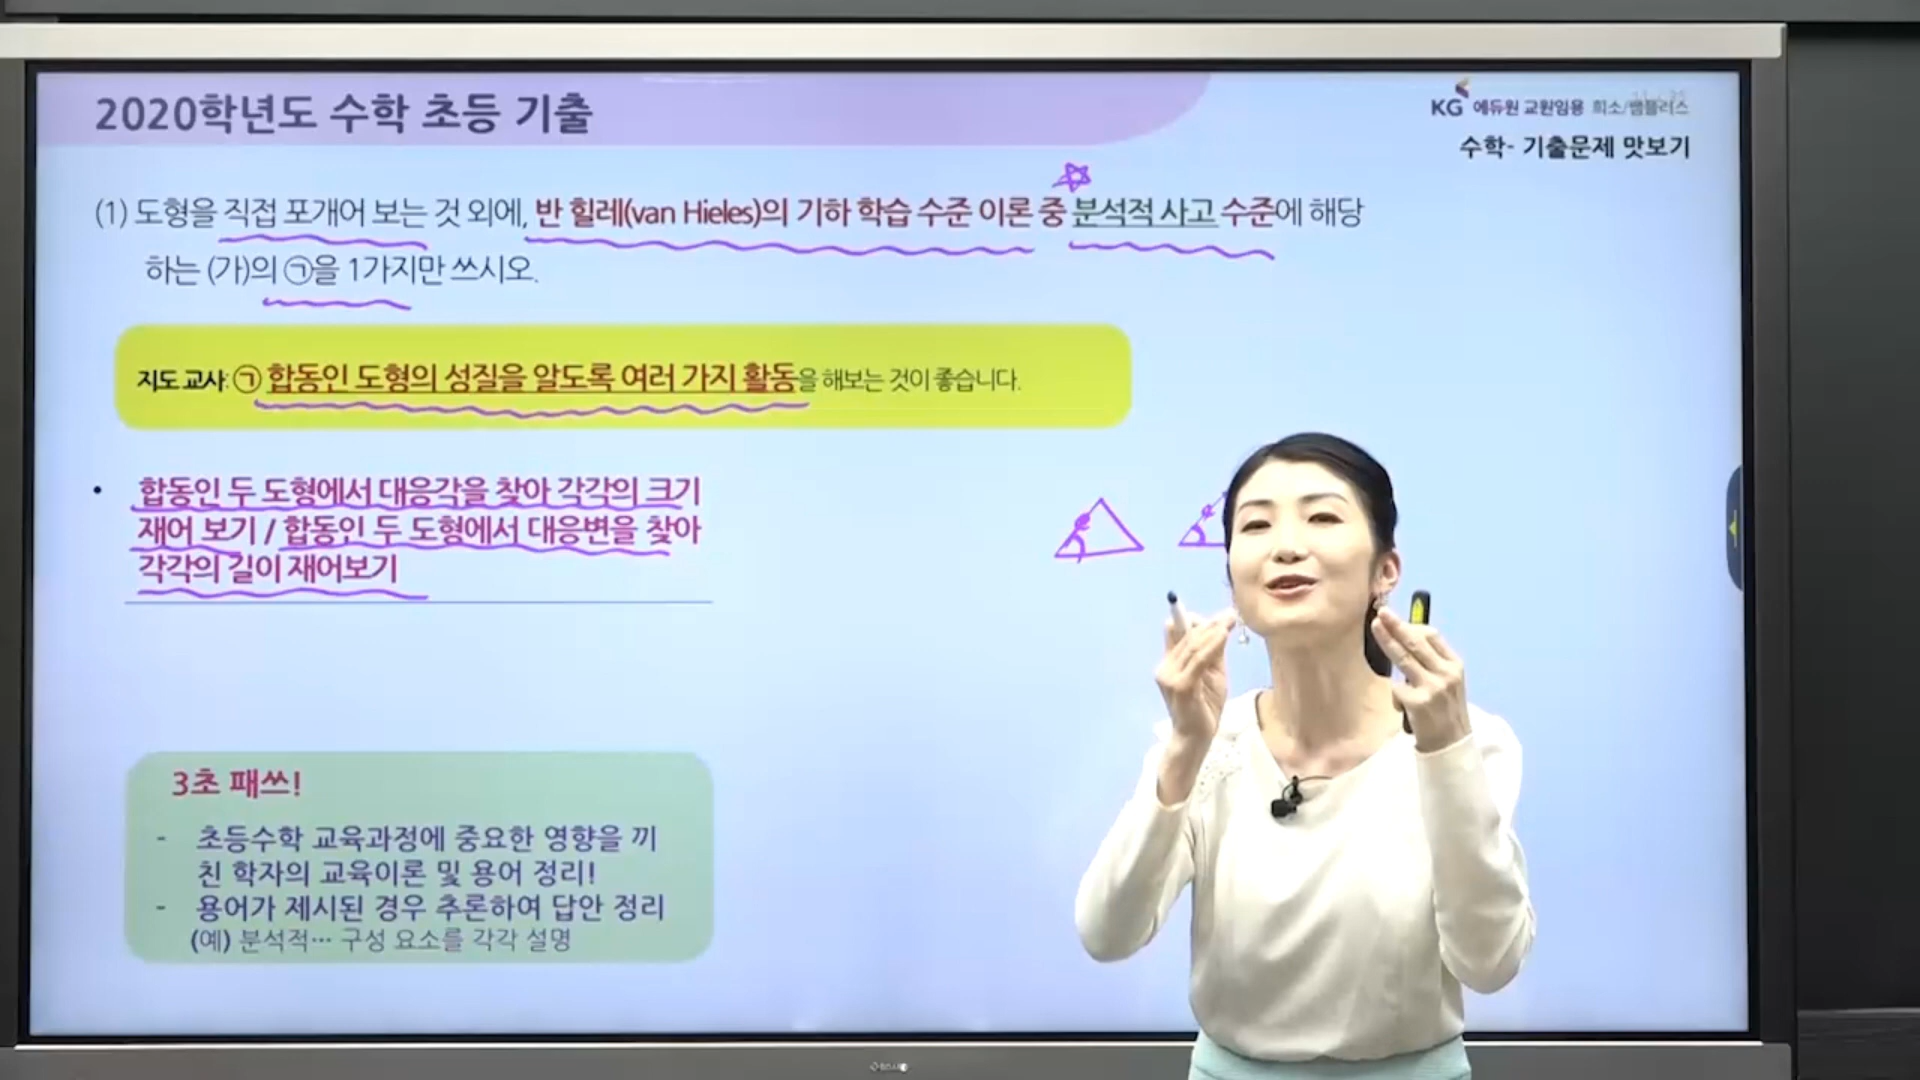 2020학년도 수학 초등 기출
KG 에듀원 교원임용 희소/쌤플러스
수학- 기출문제 맛보기
(1) 도형을 직접 포개어 보는 것 외에, 반 힐레(van Hieles)의 기하 학습 수준 이론 중 분석적 사고 수준에 해당
하는 (가)의 ㉠을 1가지만 쓰시오.
지도 교사: ㉠ 합동인 도형의 성질을 알도록 여러 가지 활동을 해보는 것이 좋습니다.
• 합동인 두 도형에서 대응각을 찾아 각각의 크기
재어 보기 / 합동인 두 도형에서 대응변을 찾아
각각의 길이 재어보기
3초 패쓰!
- 초등수학 교육과정에 중요한 영향을 끼
친 학자의 교육이론 및 용어 정리!
- 용어가 제시된 경우 추론하여 답안 정리
(예) 분석적… 구성 요소를 각각 설명